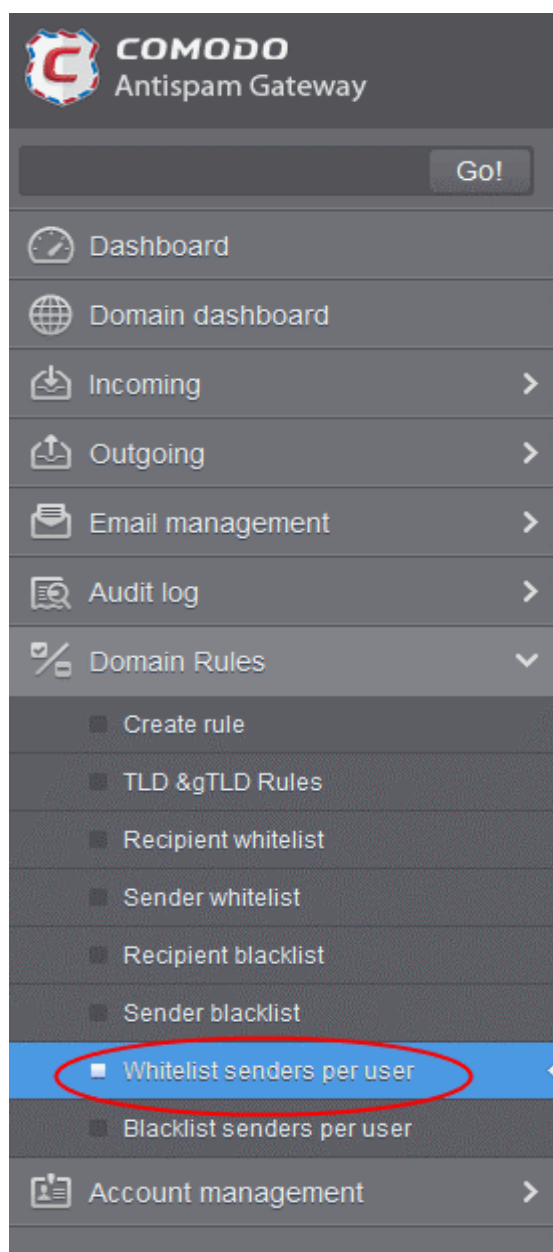 COMODO
Antispam Gateway
Go!
Dashboard
Domain dashboard
Incoming
Outgoing
Email management
Audit log
Domain Rules
Create rule
TLD &gTLD Rules
Recipient whitelist
Sender whitelist
Recipient blacklist
Sender blacklist
Whitelist senders per user
Blacklist senders per user
Account management